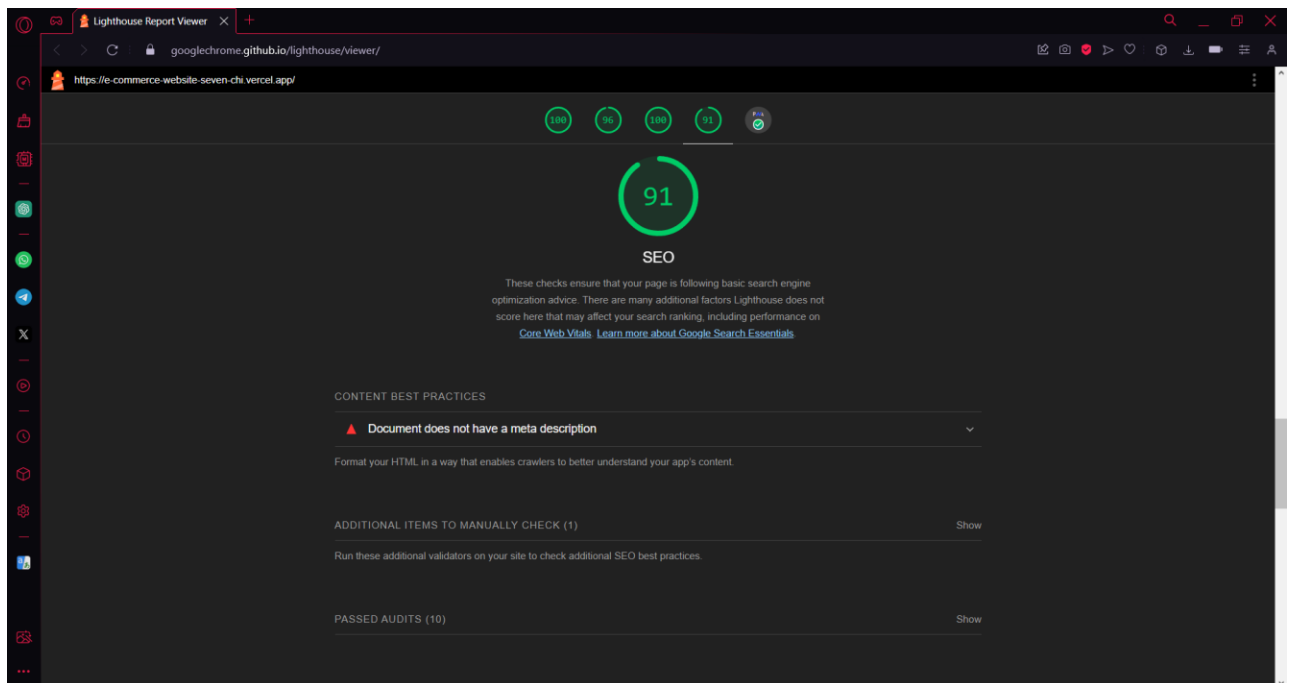 Lighthouse Report Viewer
googlechrome.github.io/lighthouse/viewer/
https://e-commerce-website-seven-chi.vercel.app/
100 96 100 91
91
SEO
These checks ensure that your page is following basic search engine
optimization advice. There are many additional factors Lighthouse does not
score here that may affect your search ranking, including performance on
Core Web Vitals. Learn more about Google Search Essentials.
CONTENT BEST PRACTICES
Document does not have a meta description
Format your HTML in a way that enables crawlers to better understand your app's content.
ADDITIONAL ITEMS TO MANUALLY CHECK (1) Show
Run these additional validators on your site to check additional SEO best practices.
PASSED AUDITS (10) Show